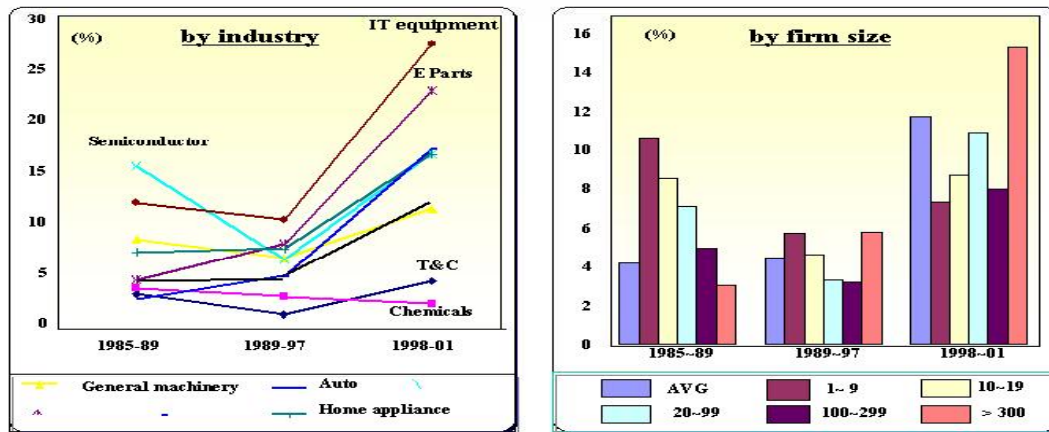 (%) by industry
IT equipment
E Parts
Semiconductor
T&C
Chemicals
30
25
20
15
10
5
0
1985-89 1989-97 1998-01
General machinery Auto
Home appliance
(%) by firm size
16
14
12
10
8
6
4
2
0
1985~89 1989~97 1998~01
AVG 1~ 9 10~19
20~99 100~299 > 300